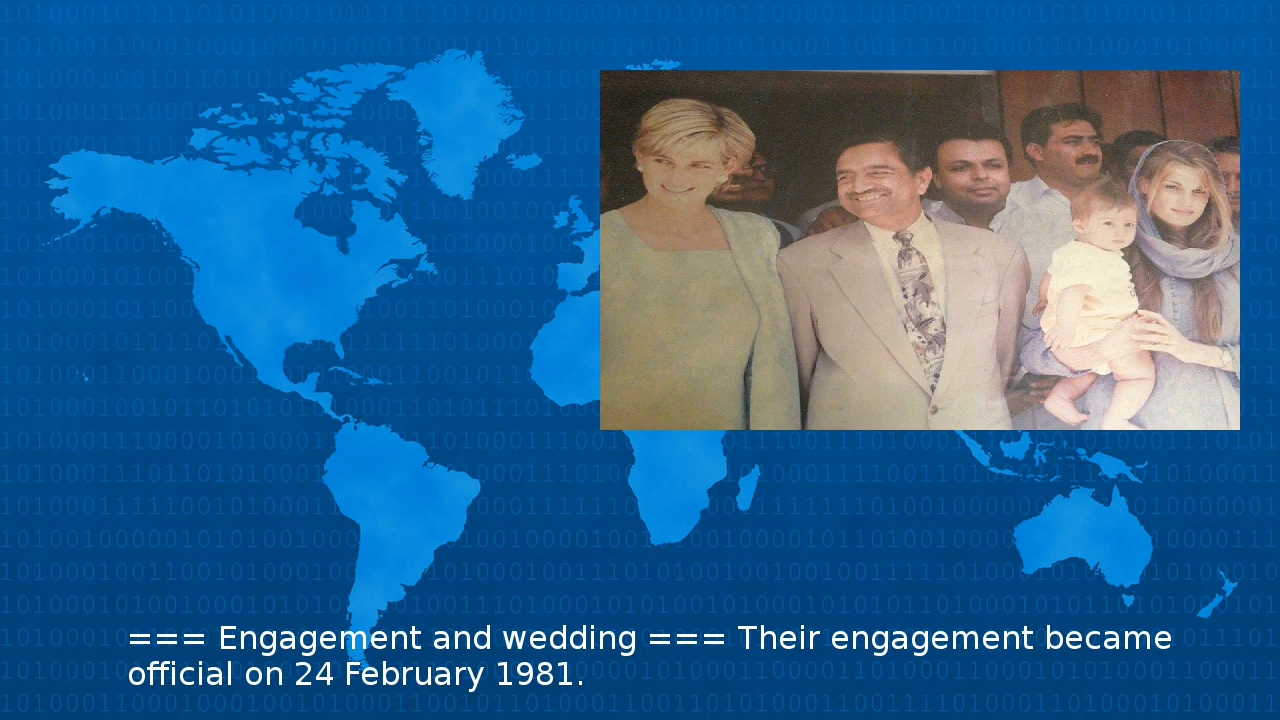 === Engagement and wedding === Their engagement became
official on 24 February 1981.